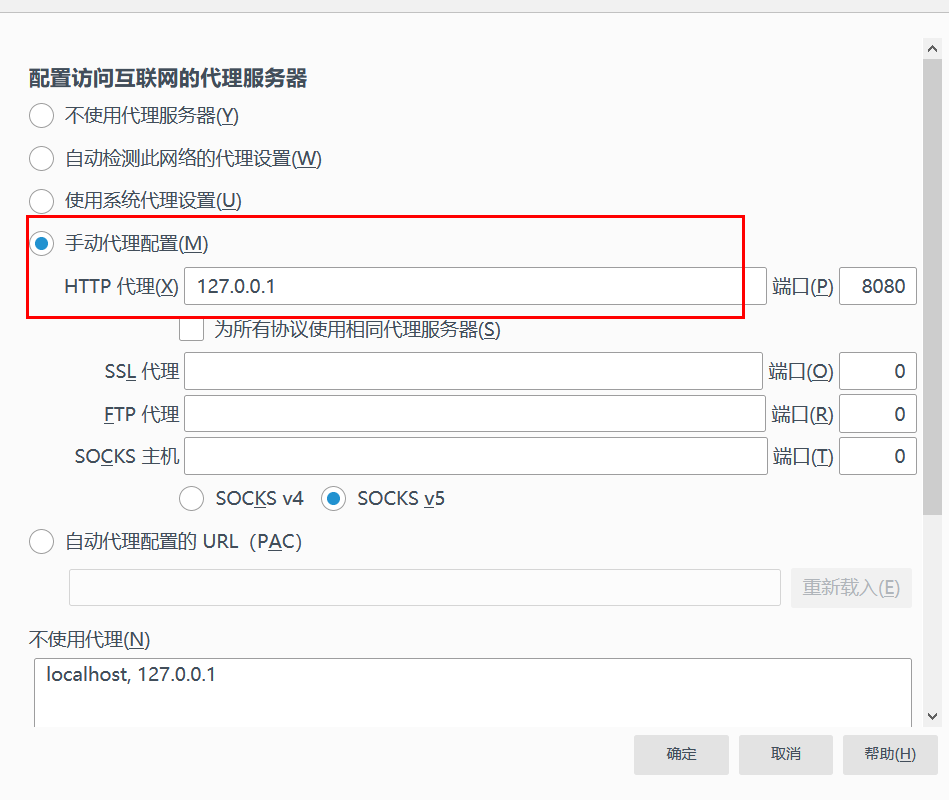 配置访问互联网的代理服务器
不使用代理服务器(Y)
自动检测此网络的代理设置(W)
使用系统代理设置(U)
手动代理配置(M)
HTTP 代理(X) 127.0.0.1 端口(P) 8080
为所有协议使用相同代理服务器(S)
SSL 代理 端口(O) 0
FTP 代理 端口(R) 0
SOCKS 主机 端口(T) 0
SOCKS v4 SOCKS v5
自动代理配置的 URL（PAC）
重新载入(E)
不使用代理(N)
localhost, 127.0.0.1
确定 取消 帮助(H)